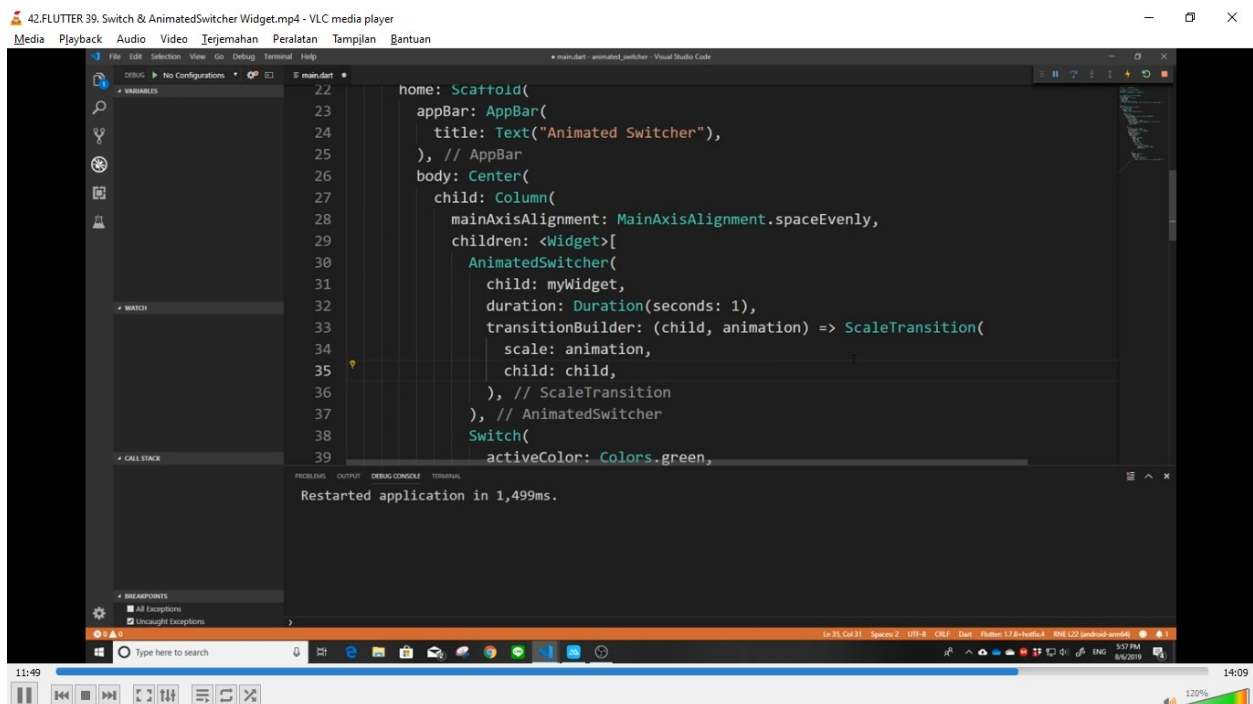 42.FLUTTER 39. Switch & AnimatedSwitcher Widget.mp4 - VLC media player
Media Playback Audio Video Terjemahan Peralatan Tampilan Bantuan
File Edit Selection View Go Debug Terminal Help
● main.dart - animated_switcher - Visual Studio Code
DEBUG No Configurations
main.dart ●
VARIABLES
22 home: Scaffold(
23 appBar: AppBar(
24 title: Text("Animated Switcher"),
25 ), // AppBar
26 body: Center(
27 child: Column(
28 mainAxisAlignment: MainAxisAlignment.spaceEvenly,
29 children: <Widget>[
30 AnimatedSwitcher(
31 child: myWidget,
32 duration: Duration(seconds: 1),
33 transitionBuilder: (child, animation) => ScaleTransition(
34 scale: animation,
35 child: child,
36 ), // ScaleTransition
37 ), // AnimatedSwitcher
38 Switch(
39 activeColor: Colors.green,
WATCH
CALL STACK
PROBLEMS OUTPUT DEBUG CONSOLE TERMINAL
Restarted application in 1,499ms.
BREAKPOINTS
All Exceptions
Uncaught Exceptions
0 0
Ln 35, Col 31 Spaces: 2 UTF-8 CRLF Dart Flutter: 1.7.8+hotfix.4 RNE L22 (android-arm64) 1
Type here to search
ENG
5:57 PM
8/6/2019
11:49
14:09
120%